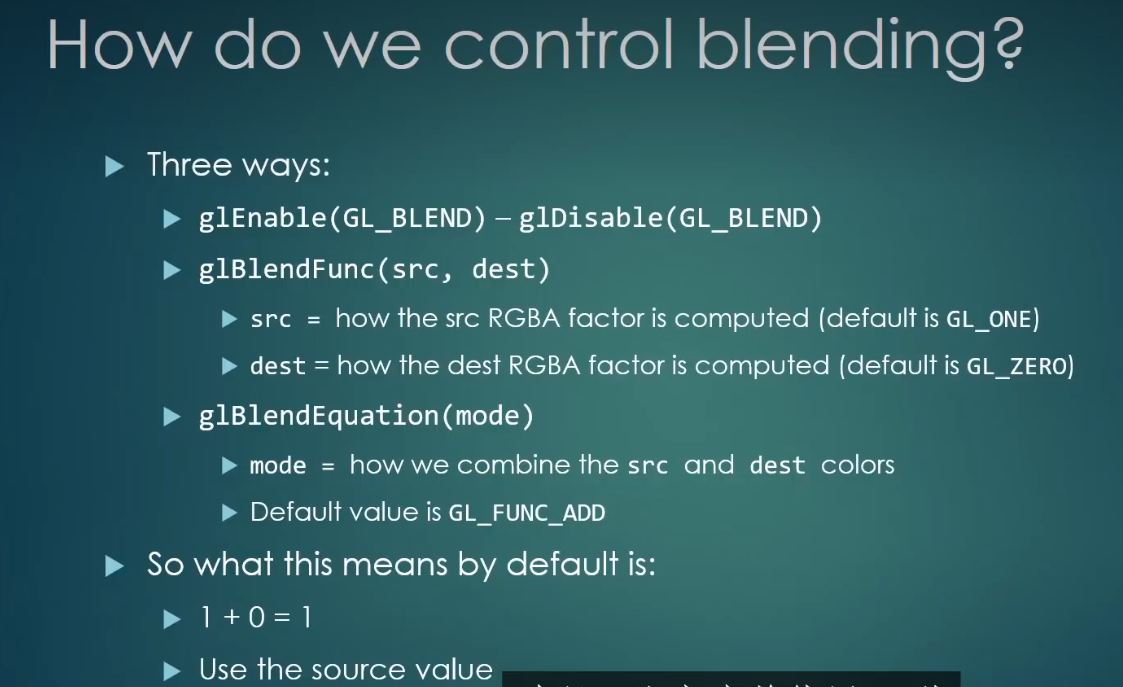 How do we control blending?
Three ways:
glEnable(GL_BLEND) – glDisable(GL_BLEND)
glBlendFunc(src, dest)
src = how the src RGBA factor is computed (default is GL_ONE)
dest = how the dest RGBA factor is computed (default is GL_ZERO)
glBlendEquation(mode)
mode = how we combine the src and dest colors
Default value is GL_FUNC_ADD
So what this means by default is:
1 + 0 = 1
Use the source value